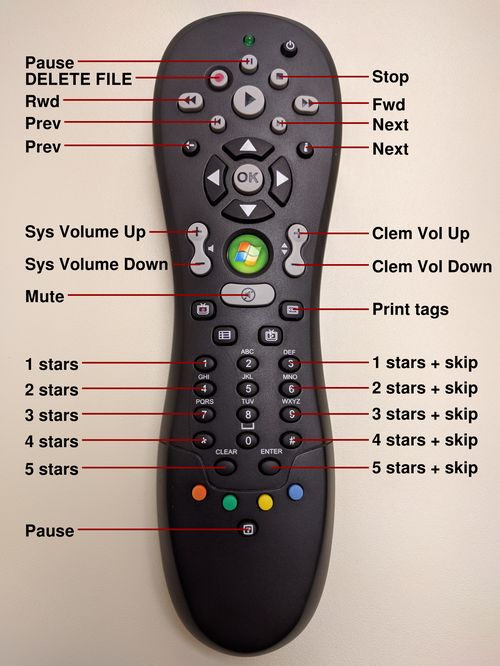 Pause
DELETE FILE
Stop
Rwd
Fwd
Prev
Next
Prev
Next
OK
Sys Volume Up
Clem Vol Up
Sys Volume Down
Clem Vol Down
Mute
Print tags
ABC
DEF
1 stars
1
2
3
1 stars + skip
GHI
JKL
MNO
2 stars
4
5
6
2 stars + skip
PQRS
TUV
WXYZ
3 stars
7
8
9
3 stars + skip
4 stars
*
0
#
4 stars + skip
CLEAR
ENTER
5 stars
5 stars + skip
Pause